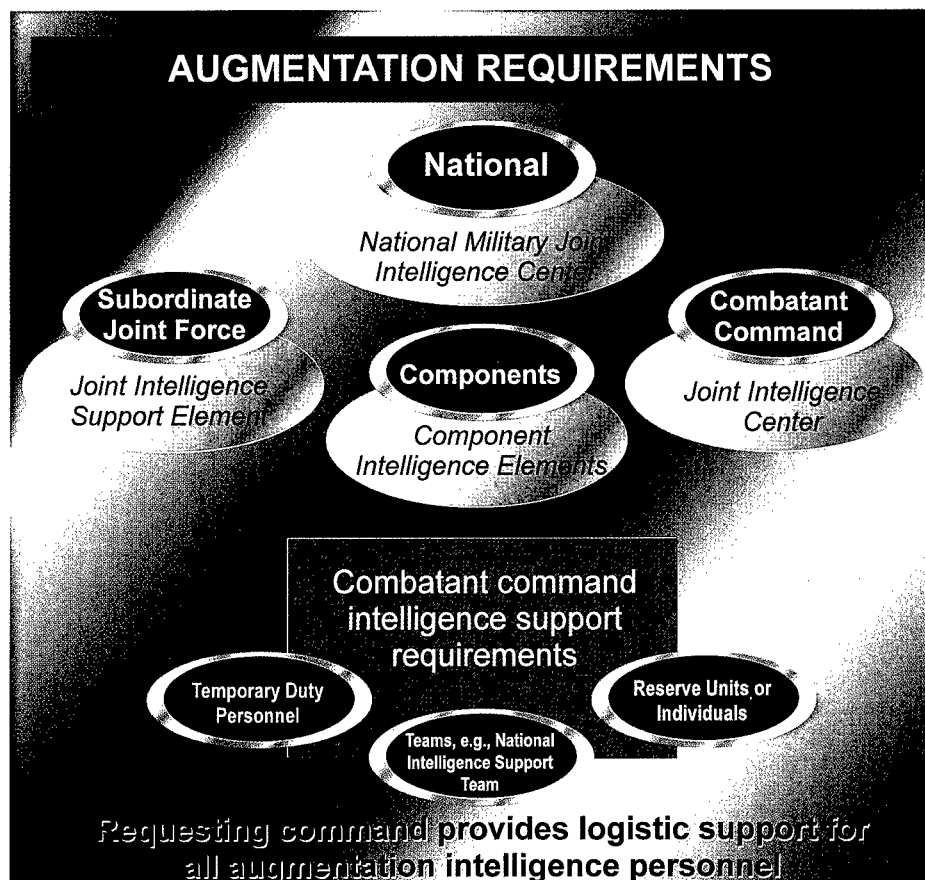 AUGMENTATION REQUIREMENTS
National
National Military Joint
Intelligence Center
Subordinate
Joint Force
Joint Intelligence
Support Element
Combatant
Command
Joint Intelligence
Center
Components
Component
Intelligence Elements
Combatant command
intelligence support
requirements
Temporary Duty
Personnel
Reserve Units or
Individuals
Teams, e.g., National
Intelligence Support
Team
Requesting command provides logistic support for
all augmentation intelligence personnel